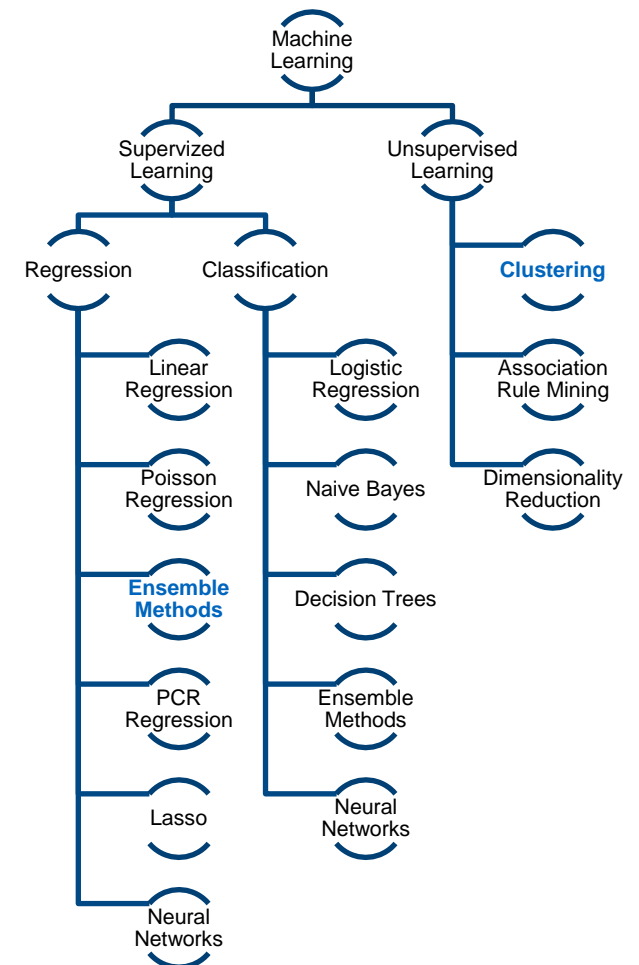 Machine
Learning
Supervized
Learning
Unsupervised
Learning
Regression
Classification
Clustering
Linear
Regression
Logistic
Regression
Association
Rule Mining
Poisson
Regression
Naive Bayes
Dimensionality
Reduction
Ensemble
Methods
Decision Trees
PCR
Regression
Ensemble
Methods
Lasso
Neural
Networks
Neural
Networks